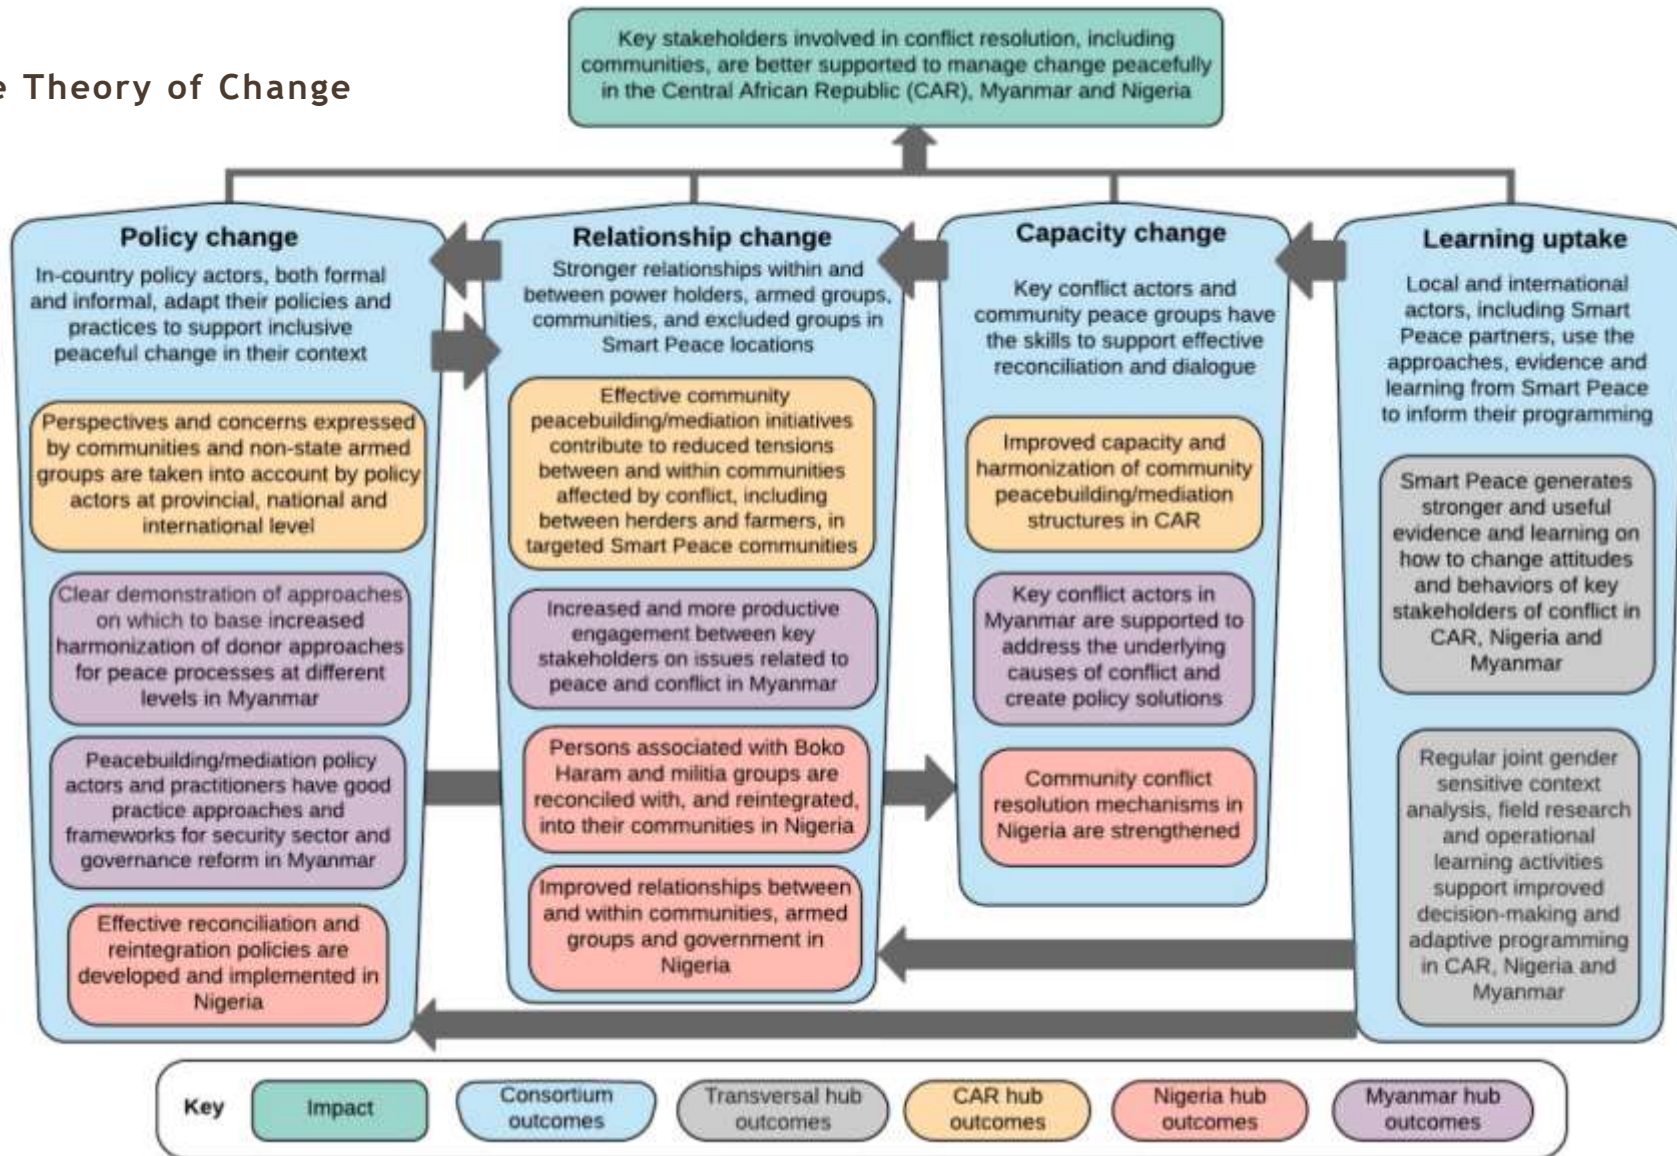 e Theory of Change
Key stakeholders involved in conflict resolution, including
communities, are better supported to manage change peacefully
in the Central African Republic (CAR), Myanmar and Nigeria
Policy change
In-country policy actors, both formal
and informal, adapt their policies and
practices to support inclusive
peaceful change in their context
Perspectives and concerns expressed
by communities and non-state armed
groups are taken into account by policy
actors at provincial, national and
international level
Clear demonstration of approaches
on which to base increased
harmonization of donor approaches
for peace processes at different
levels in Myanmar
Peacebuilding/mediation policy
actors and practitioners have good
practice approaches and
frameworks for security sector and
governance reform in Myanmar
Effective reconciliation and
reintegration policies are
developed and implemented in
Nigeria
Relationship change
Stronger relationships within and
between power holders, armed groups,
communities, and excluded groups in
Smart Peace locations
Effective community
peacebuilding/mediation initiatives
contribute to reduced tensions
between and within communities
affected by conflict, including
between herders and farmers, in
targeted Smart Peace communities
Increased and more productive
engagement between key
stakeholders on issues related to
peace and conflict in Myanmar
Persons associated with Boko
Haram and militia groups are
reconciled with, and reintegrated,
into their communities in Nigeria
Improved relationships between
and within communities, armed
groups and government in
Nigeria
Capacity change
Key conflict actors and
community peace groups have
the skills to support effective
reconciliation and dialogue
Improved capacity and
harmonization of community
peacebuilding/mediation
structures in CAR
Key conflict actors in
Myanmar are supported to
address the underlying
causes of conflict and
create policy solutions
Community conflict
resolution mechanisms in
Nigeria are strengthened
Learning uptake
Local and international
actors, including Smart
Peace partners, use the
approaches, evidence and
learning from Smart Peace
to inform their programming
Smart Peace generates
stronger and useful
evidence and learning on
how to change attitudes
and behaviors of key
stakeholders of conflict in
CAR, Nigeria and
Myanmar
Regular joint gender
sensitive context
analysis, field research
and operational
learning activities
support improved
decision-making and
adaptive programming
in CAR, Nigeria and
Myanmar
Key
Impact
Consortium
outcomes
Transversal hub
outcomes
CAR hub
outcomes
Nigeria hub
outcomes
Myanmar hub
outcomes